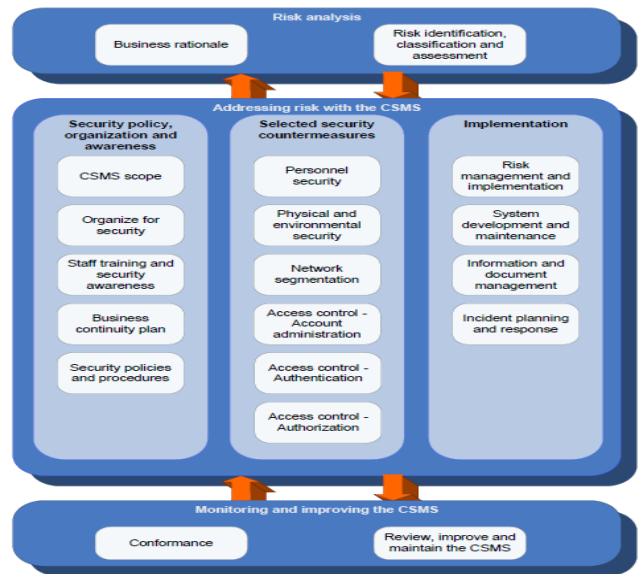 Risk analysis
Business rationale
Risk identification,
classification and
assessment
Addressing risk with the CSMS
Security policy,
organization and
awareness
CSMS scope
Organize for
security
Staff training and
security
awareness
Business
continuity plan
Security policies
and procedures
Selected security
countermeasures
Personnel
security
Physical and
environmental
security
Network
segmentation
Access control -
Account
administration
Access control -
Authentication
Access control -
Authorization
Implementation
Risk
management and
implementation
System
development and
maintenance
Information and
document
management
Incident planning
and response
Monitoring and improving the CSMS
Conformance
Review, improve and
maintain the CSMS